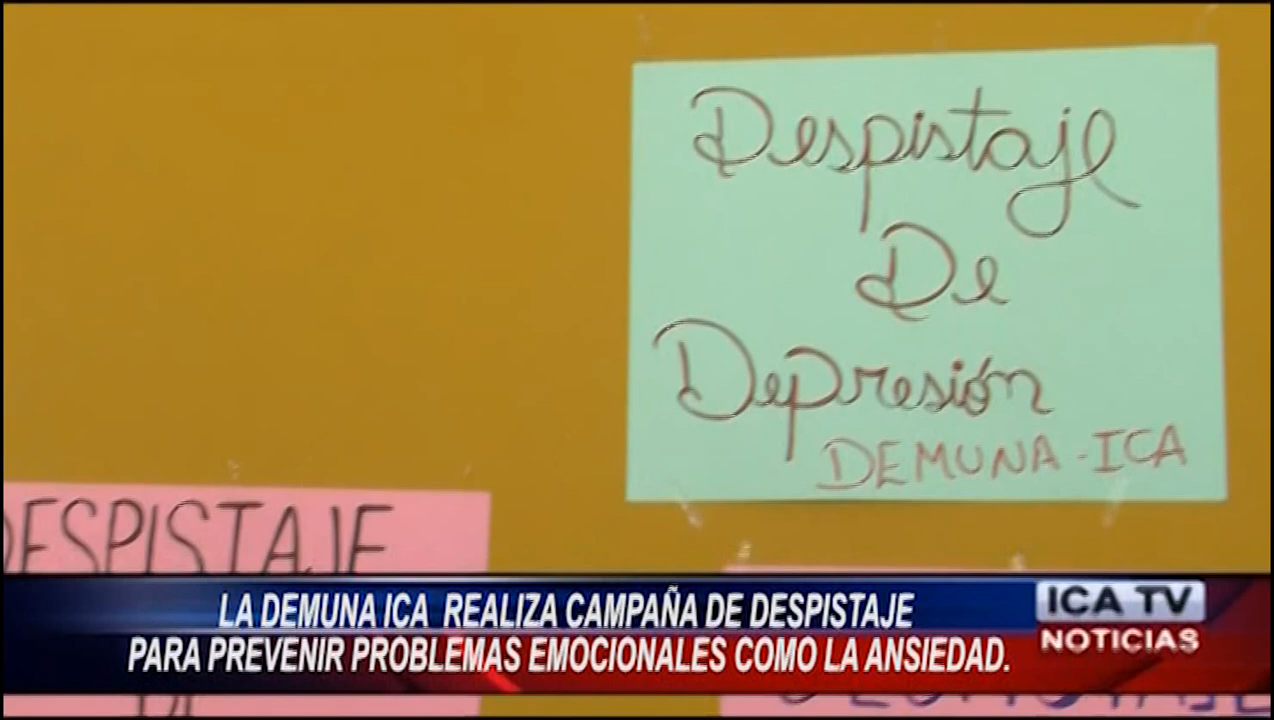 Despistaje
De
Depresión
DEMUNA - ICA
DESPISTAJE
LA DEMUNA ICA REALIZA CAMPAÑA DE DESPISTAJE
PARA PREVENIR PROBLEMAS EMOCIONALES COMO LA ANSIEDAD.
ICA TV
NOTICIAS